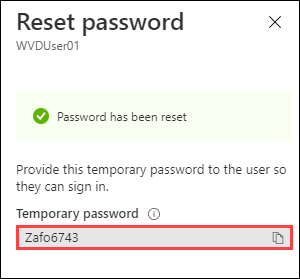 Reset password
WVDUser01
Password has been reset
Provide this temporary password to the user so
they can sign in.
Temporary password
Zafo6743